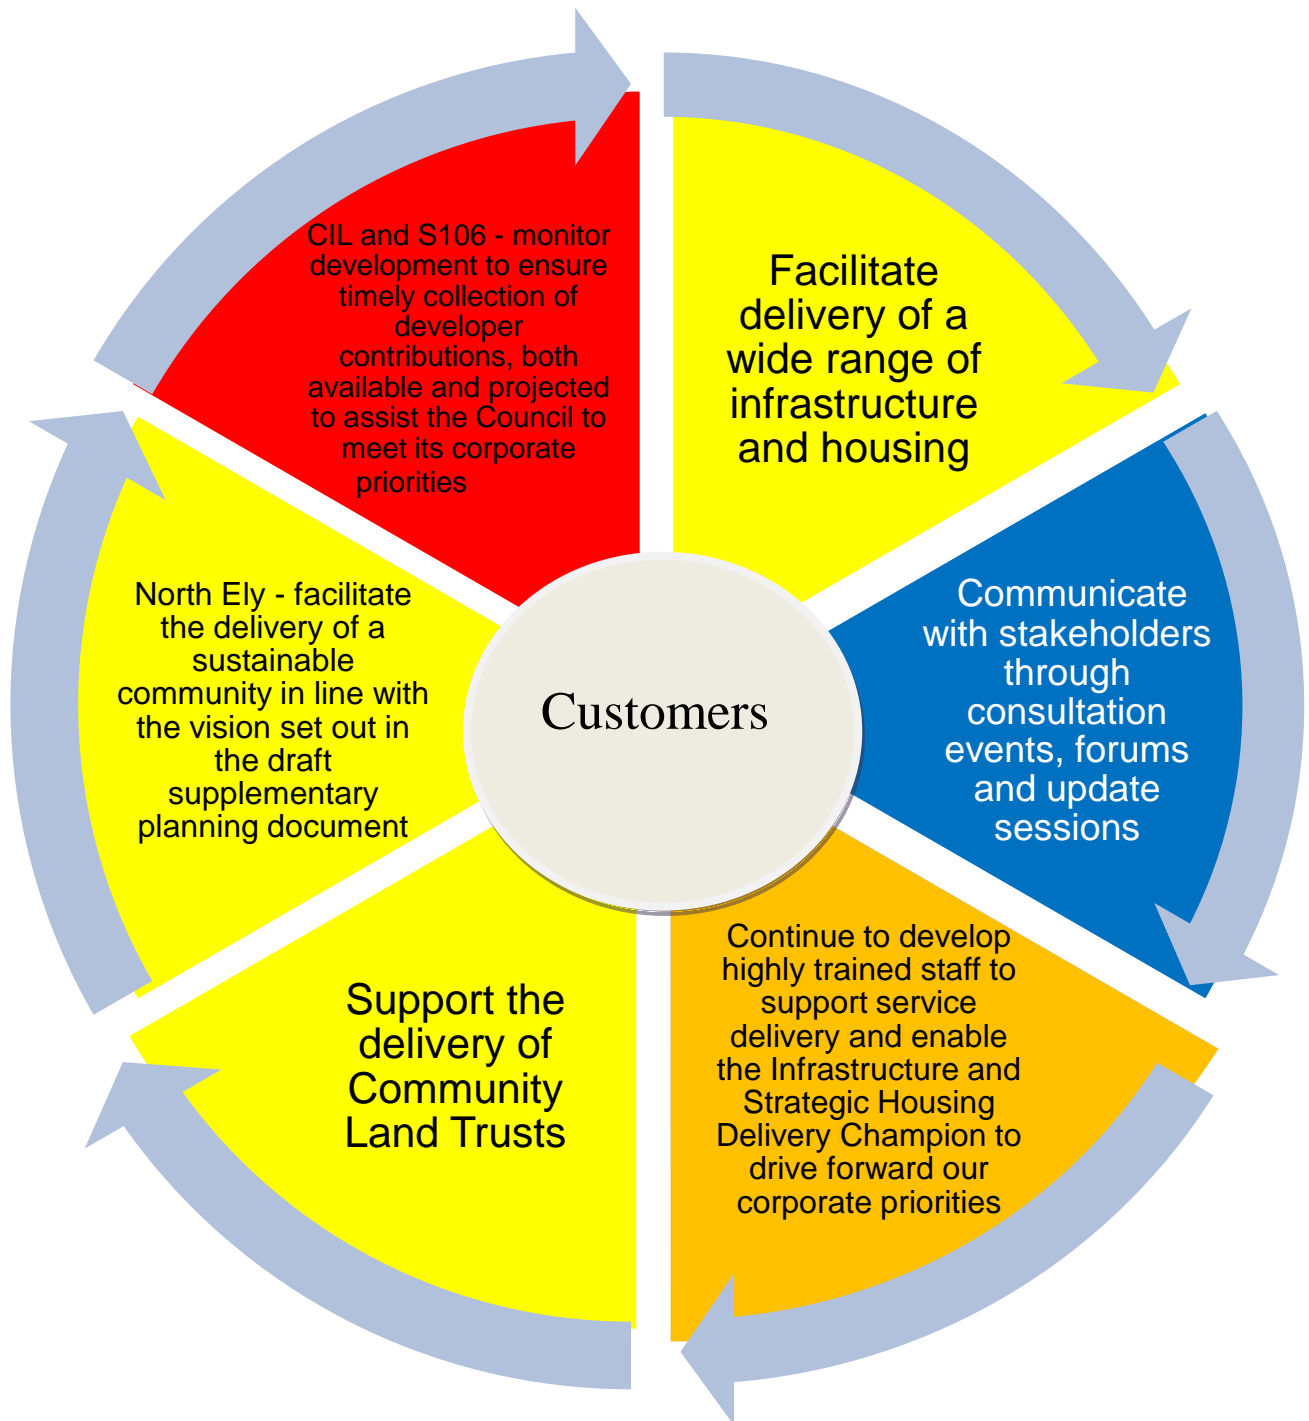 CIL and S106 - monitor
development to ensure
timely collection of
developer
contributions, both
available and projected
to assist the Council to
meet its corporate
priorities
Facilitate
delivery of a
wide range of
infrastructure
and housing
North Ely - facilitate
the delivery of a
sustainable
community in line with
the vision set out in
the draft
supplementary
planning document
Customers
Communicate
with stakeholders
through
consultation
events, forums
and update
sessions
Support the
delivery of
Community
Land Trusts
Continue to develop
highly trained staff to
support service
delivery and enable
the Infrastructure and
Strategic Housing
Delivery Champion to
drive forward our
corporate priorities